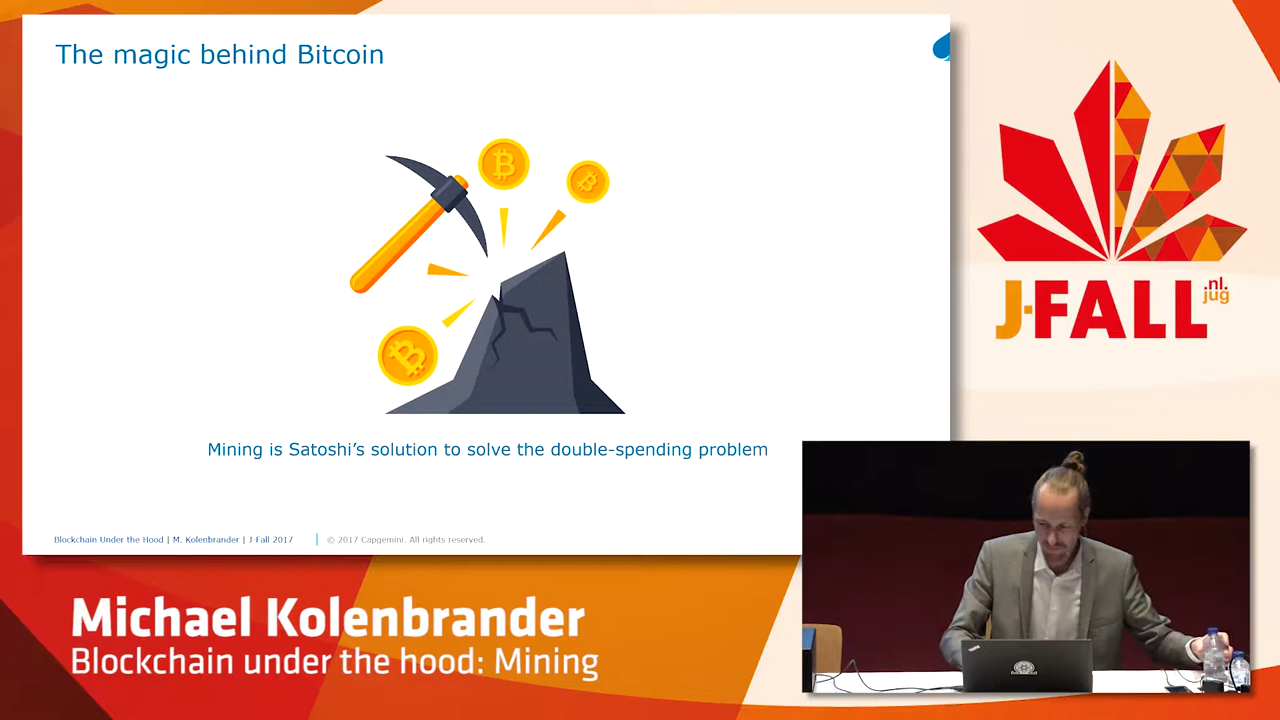 The magic behind Bitcoin
Mining is Satoshi's solution to solve the double-spending problem
Blockchain Under the Hood | M. Kolenbrander | J-Fall 2017
© 2017 Capgemini. All rights reserved.
J-FALL
.nl.
jug
Michael Kolenbrander
Blockchain under the hood: Mining